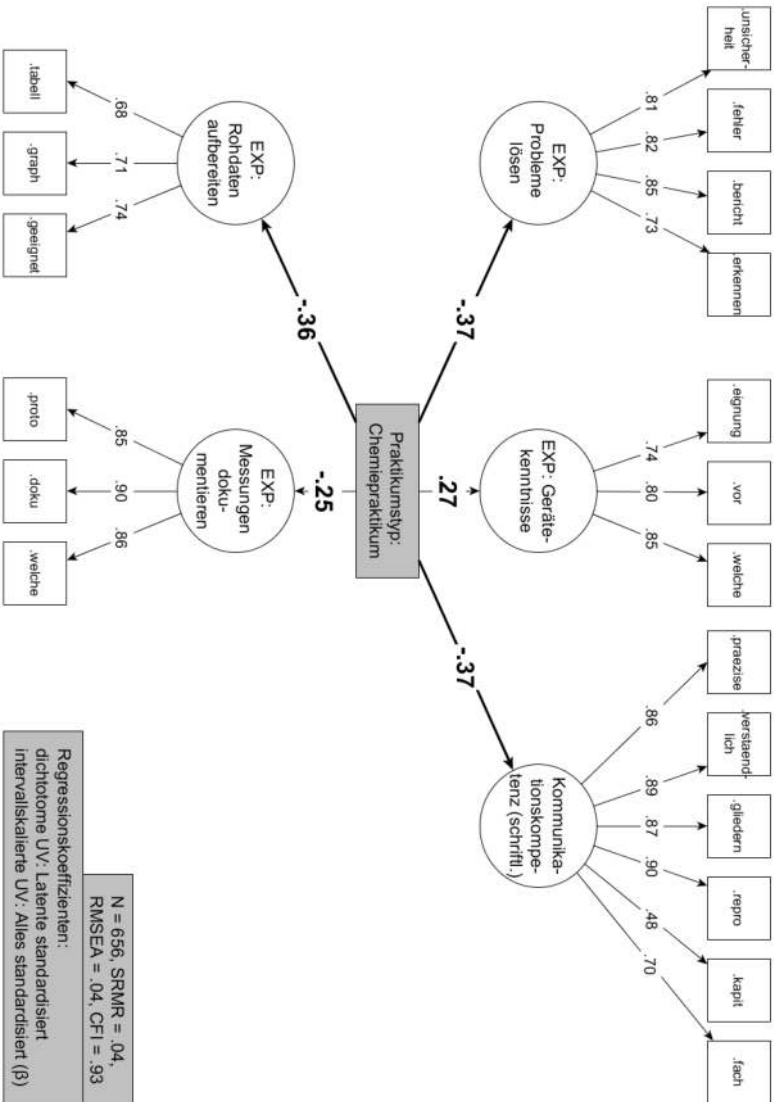 .unsicher-
heit
.fehler
.bericht
.erkennen
.eignung
.vor
.welche
.praezise
.verstaend-
lich
.gliedern
.repro
.kapit
.fach
.81
.82
.85
.73
.74
.80
.85
.86
.89
.87
.90
.48
.70
EXP:
Probleme
lösen
EXP: Geräte-
kenntnisse
Kommunika-
tionskompe-
tenz (schriftl.)
-.37
.27
-.37
Praktikumstyp:
Chemiepraktikum
-.36
-.25
EXP:
Rohdaten
aufbereiten
EXP:
Messungen
doku-
mentieren
.68
.71
.74
.85
.90
.86
.tabell
.graph
.geeignet
.proto
.doku
.welche
N = 656, SRMR = .04,
RMSEA = .04, CFI = .93
Regressionskoeffizienten:
dichtotome UV: Latente standardisiert
intervallskalierte UV: Alles standardisiert (β)